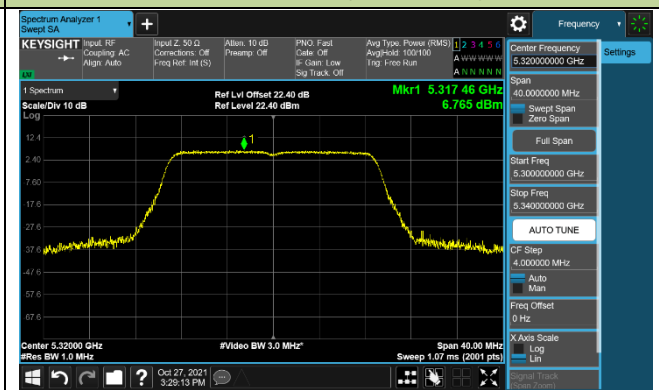 Spectrum Analyzer 1
Swept SA
Frequency
KEYSIGHT
Input: RF
Coupling: AC
Align: Auto
Input Z: 50 Ω
Corrections: Off
Freq Ref: Int (S)
Atten: 10 dB
Preamp: Off
PNO: Fast
Gate: Off
IF Gain: Low
Sig Track: Off
Avg Type: Power (RMS)
Avg|Hold: 100/100
Trig: Free Run
1 2 3 4 5 6
A W W W W W
A N N N N N
1 Spectrum
Scale/Div 10 dB
Log
Ref Lvl Offset 22.40 dB
Ref Level 22.40 dBm
Mkr1 5.317 46 GHz
6.765 dBm
1
12.4
2.40
-7.60
-17.6
-27.6
-37.6
-47.6
-57.6
-67.6
Center 5.32000 GHz
#Res BW 1.0 MHz
#Video BW 3.0 MHz*
Span 40.00 MHz
Sweep 1.07 ms (2001 pts)
Center Frequency
5.320000000 GHz
Settings
Span
40.0000000 MHz
Swept Span
Zero Span
Full Span
Start Freq
5.300000000 GHz
Stop Freq
5.340000000 GHz
AUTO TUNE
CF Step
4.000000 MHz
Auto
Man
Freq Offset
0 Hz
X Axis Scale
Log
Lin
Signal Track
(Span Zoom)
Oct 27, 2021
3:29:13 PM